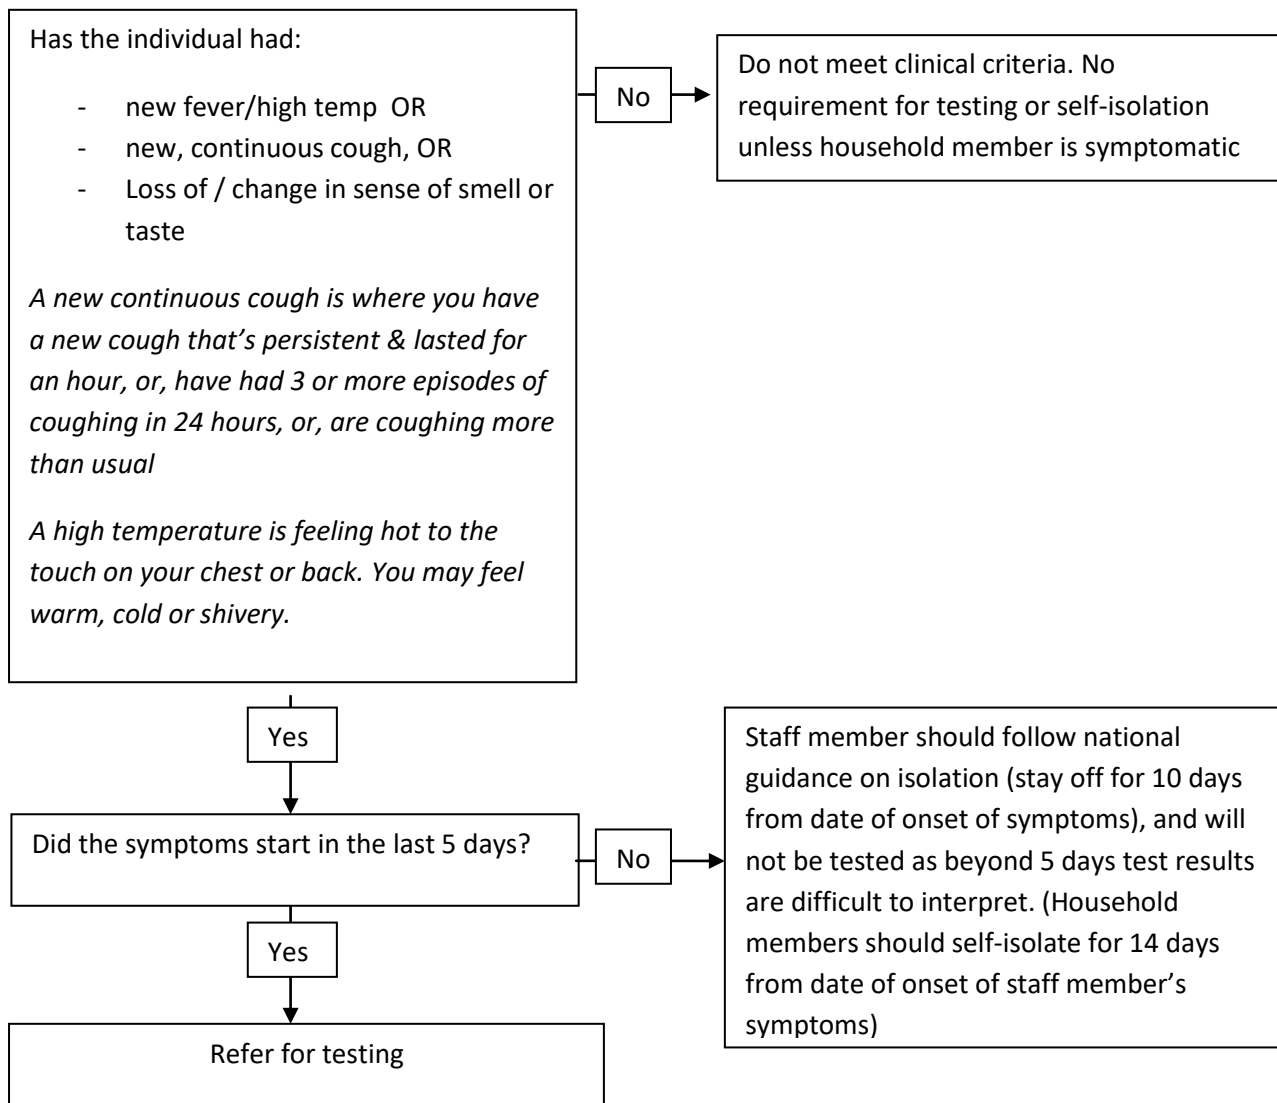 Has the individual had:
- new fever/high temp OR
- new, continuous cough, OR
- Loss of / change in sense of smell or
taste
A new continuous cough is where you have
a new cough that's persistent & lasted for
an hour, or, have had 3 or more episodes of
coughing in 24 hours, or, are coughing more
than usual
A high temperature is feeling hot to the
touch on your chest or back. You may feel
warm, cold or shivery.
No
Do not meet clinical criteria. No
requirement for testing or self-isolation
unless household member is symptomatic
Yes
Did the symptoms start in the last 5 days?
No
Staff member should follow national
guidance on isolation (stay off for 10 days
from date of onset of symptoms), and will
not be tested as beyond 5 days test results
are difficult to interpret. (Household
members should self-isolate for 14 days
from date of onset of staff member's
symptoms)
Yes
Refer for testing